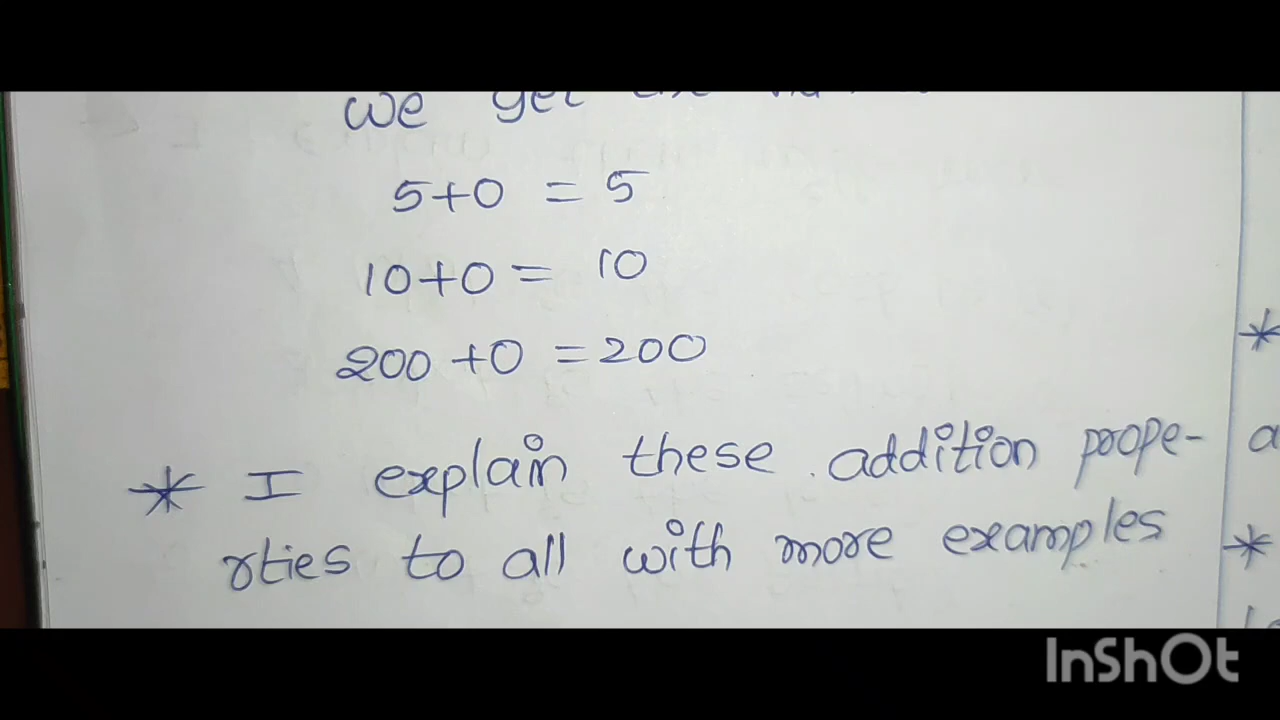 we get
5+0 = 5
10+0 = 10
200+0 = 200
* I explain these addition prope-
rties to all with more examples
*
a
*
InShOt